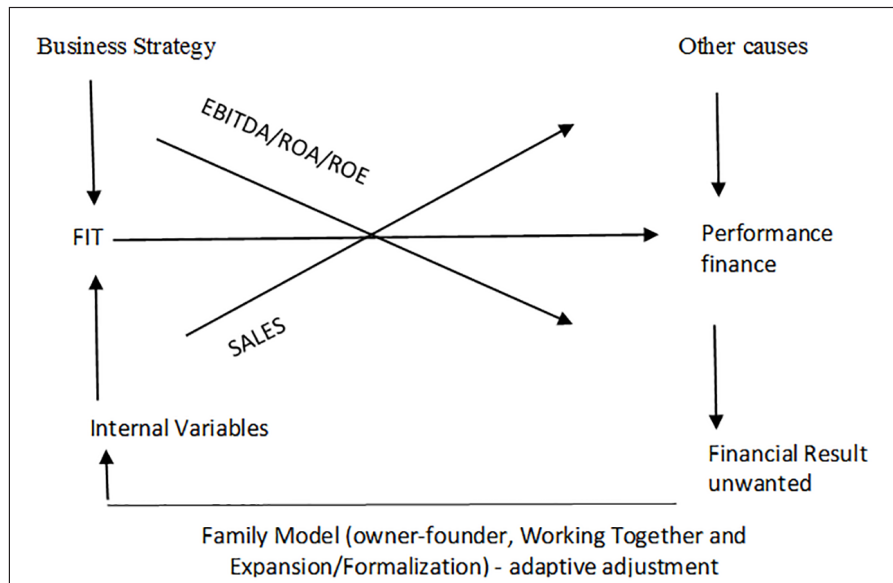 Business Strategy
Other causes
EBITDA/ROA/ROE
FIT
Performance
finance
SALES
Internal Variables
Financial Result
unwanted
Family Model (owner-founder, Working Together and
Expansion/Formalization) - adaptive adjustment